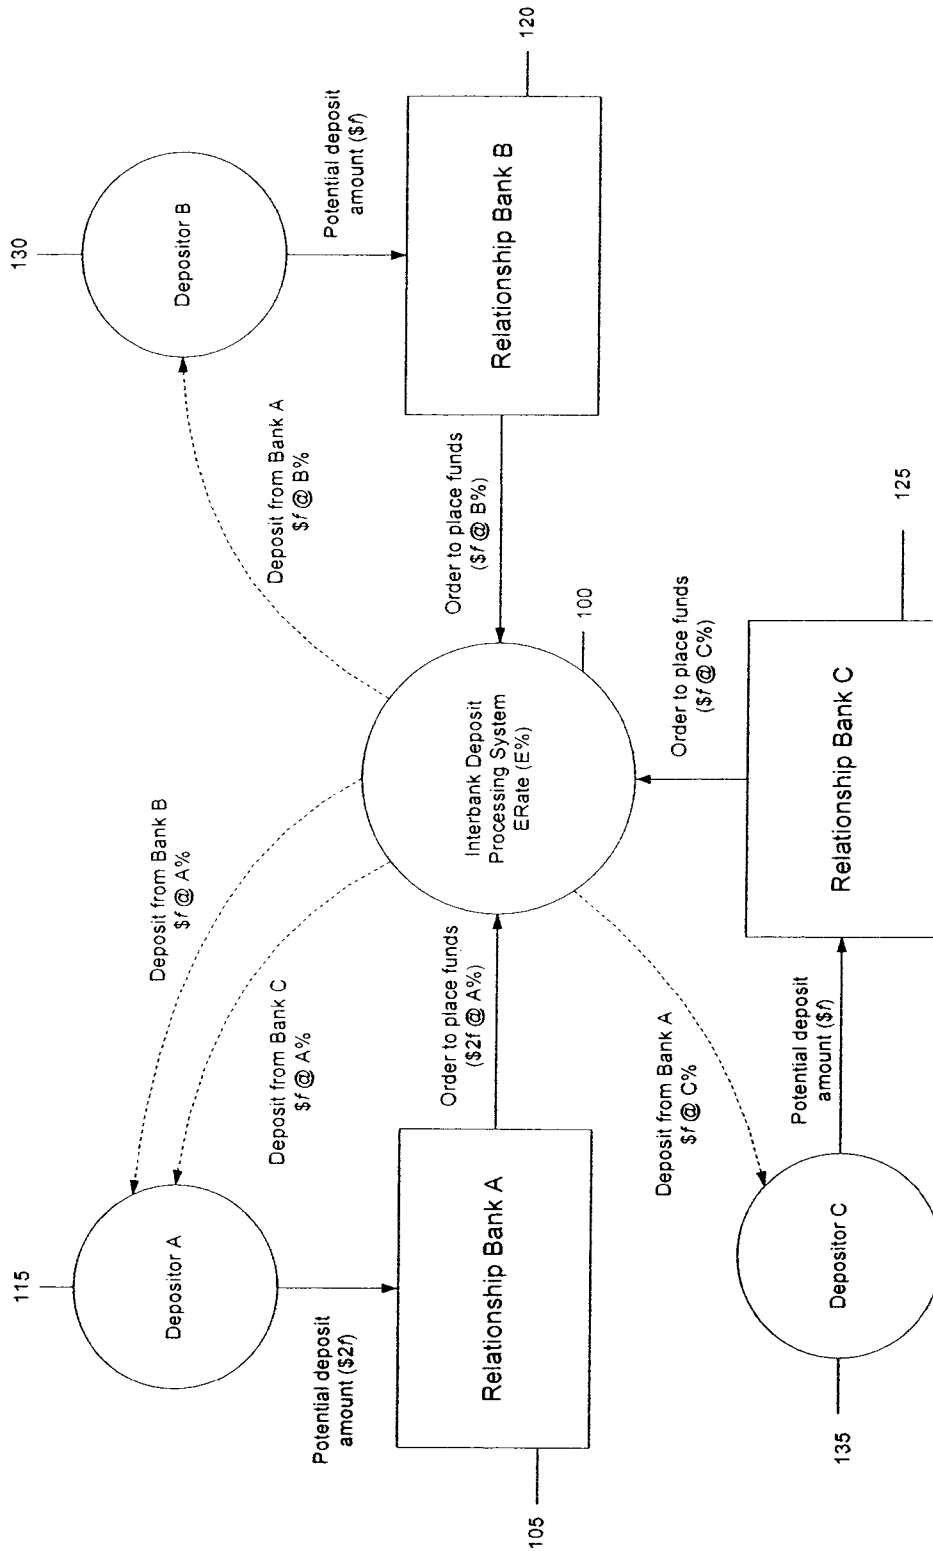 115
Depositor A
Potential deposit
amount ($2f)
Relationship Bank A
105
Deposit from Bank B
$f @ A%
Deposit from Bank C
$f @ A%
Order to place funds
($2f @ A%)
Interbank Deposit
Processing System
ERate (E%)
100
Deposit from Bank A
$f @ B%
130
Depositor B
Potential deposit
amount ($f)
Relationship Bank B
120
Order to place funds
($f @ B%)
Deposit from Bank A
$f @ C%
Depositor C
135
Potential deposit
amount ($f)
Relationship Bank C
125
Order to place funds
($f @ C%)